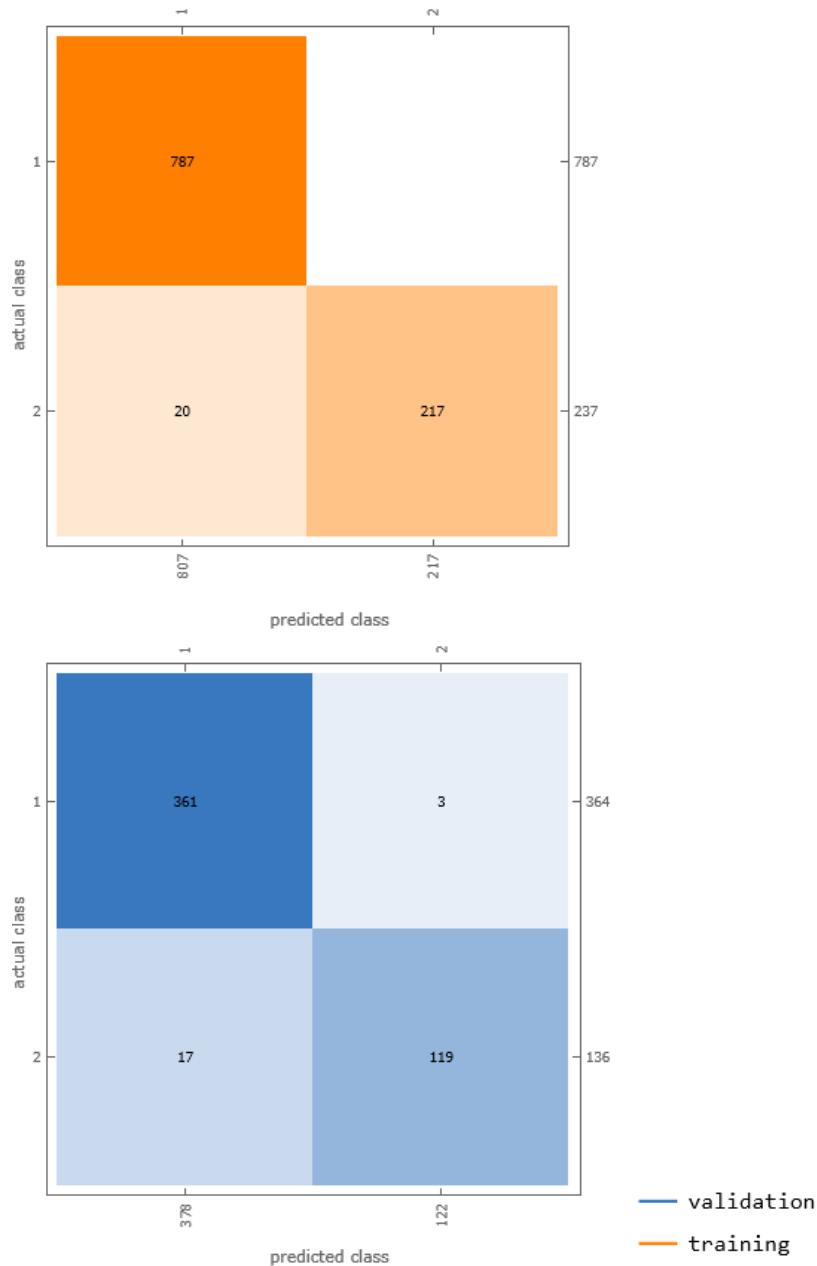 1 2
actual class
1 787 787
2 20 217 237
807 217
predicted class
1 2
actual class
1 361 3 364
2 17 119 136
378 122
predicted class
validation
training